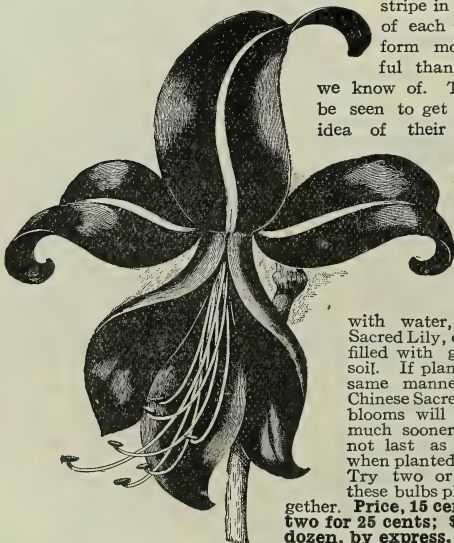 stripe in
of each
form mo
ful than
we know of. T
be seen to get
idea of their
with water,
Sacred Lily,
filled with g
soil. If plan
same manne
Chinese Sacre
blooms will
much sooner
not last as
when planted
Try two or
these bulbs pl
gether. Price, 15 cen
two for 25 cents; $
dozen, by express.